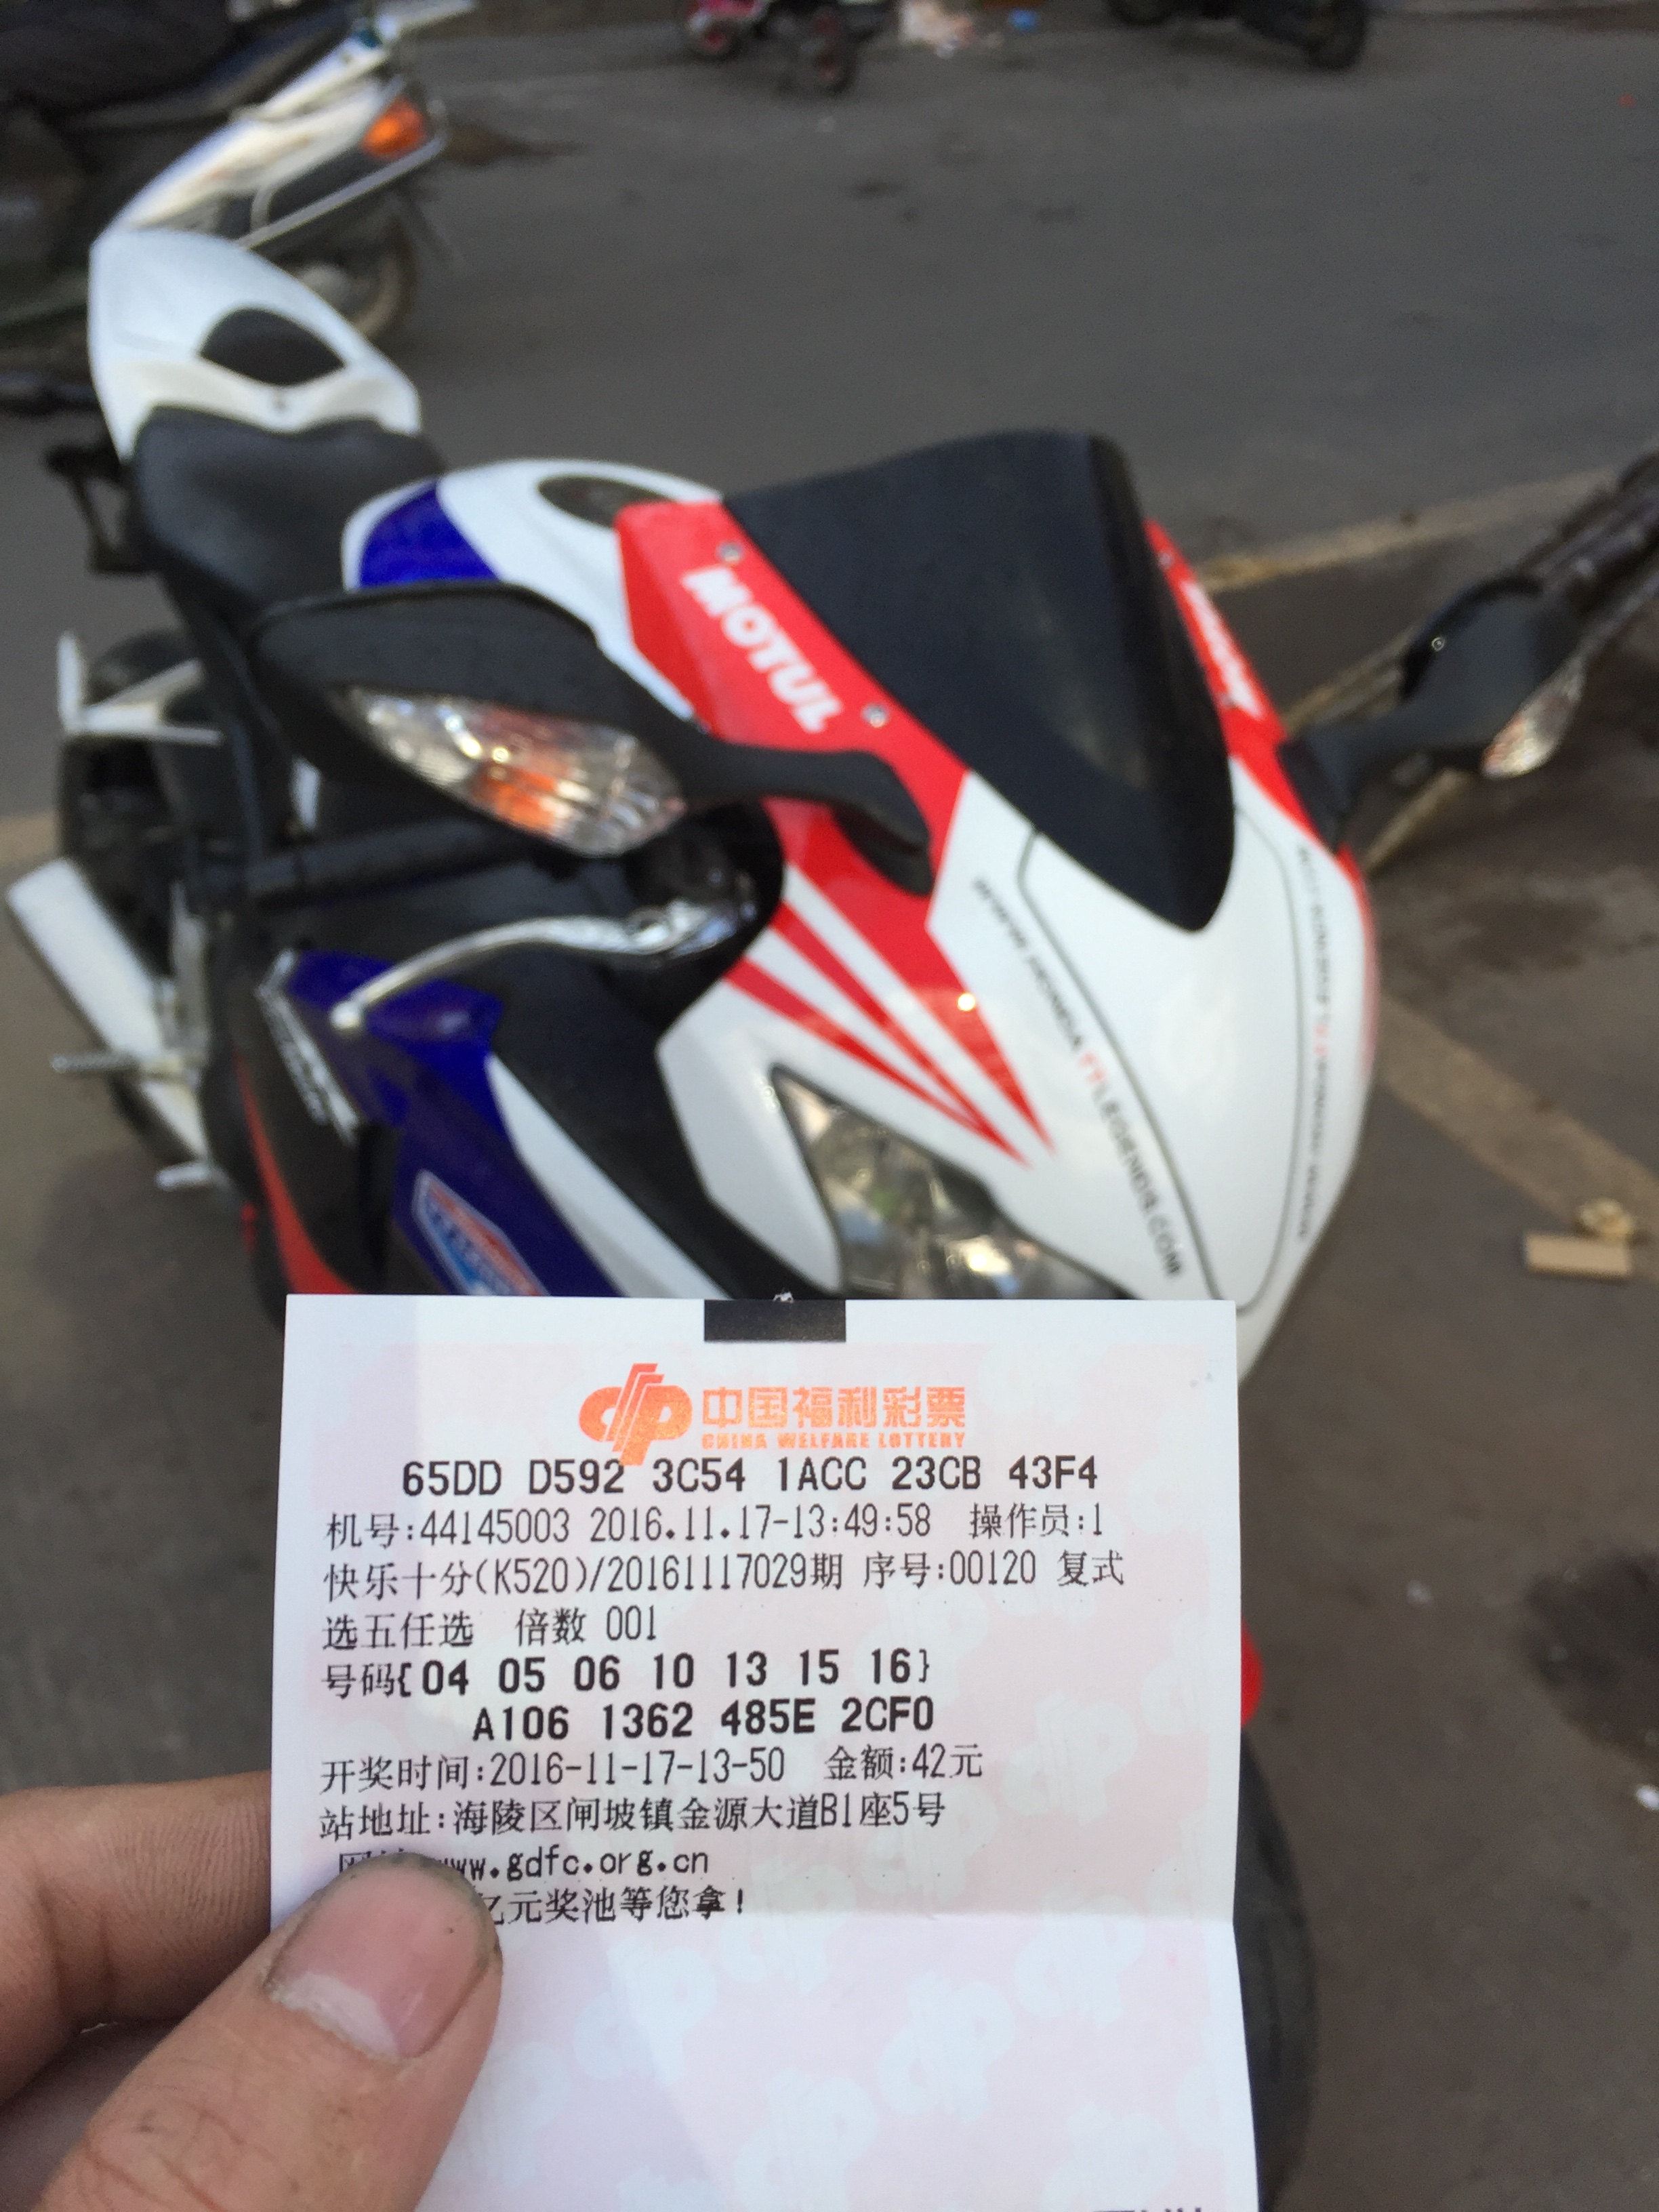 MOTUL
WWW.HONDATTLEGENDS.COM
中国福利彩票
CHINA WELFARE LOTTERY
65DD D592 3C54 1ACC 23CB 43F4
机号:44145003 2016.11.17-13:49:58 操作员:1
快乐十分(K520)/20161117029期 序号:00120 复式
选五任选 倍数 001
号码{04 05 06 10 13 15 16}
A106 1362 485E 2CF0
开奖时间:2016-11-17-13-50 金额:42元
站地址:海陵区闸坡镇金源大道B1座5号
www.gdfc.org.cn
亿元奖池等您拿!